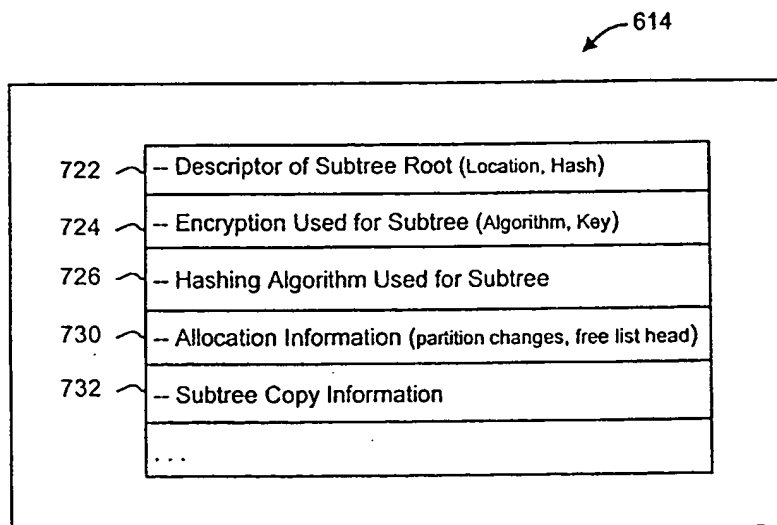 614
722 -- Descriptor of Subtree Root (Location, Hash)
724 -- Encryption Used for Subtree (Algorithm, Key)
726 -- Hashing Algorithm Used for Subtree
730 -- Allocation Information (partition changes, free list head)
732 -- Subtree Copy Information
. . .